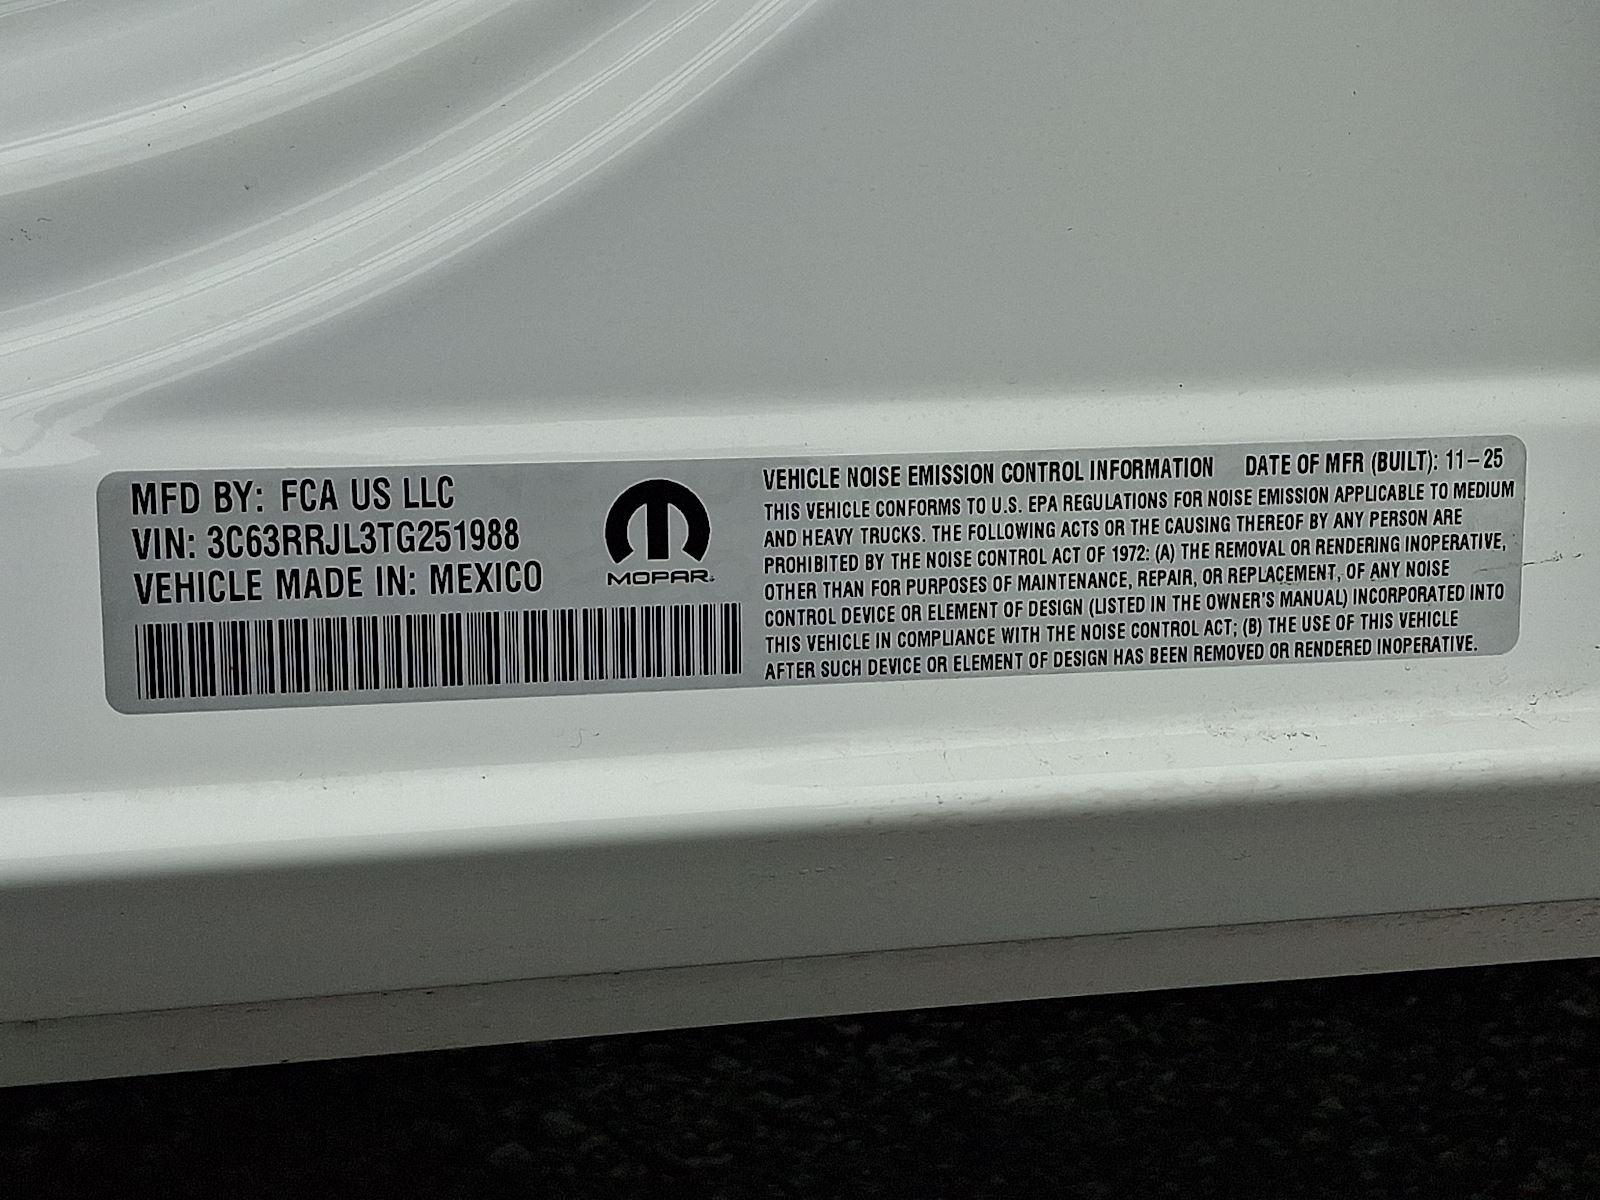 MFD BY: FCA US LLC
VIN: 3C63RRJL3TG251988
VEHICLE MADE IN: MEXICO
MOPAR
VEHICLE NOISE EMISSION CONTROL INFORMATION DATE OF MFR (BUILT): 11-25
THIS VEHICLE CONFORMS TO U.S. EPA REGULATIONS FOR NOISE EMISSION APPLICABLE TO MEDIUM
AND HEAVY TRUCKS. THE FOLLOWING ACTS OR THE CAUSING THEREOF BY ANY PERSON ARE
PROHIBITED BY THE NOISE CONTROL ACT OF 1972: (A) THE REMOVAL OR RENDERING INOPERATIVE,
OTHER THAN FOR PURPOSES OF MAINTENANCE, REPAIR, OR REPLACEMENT, OF ANY NOISE
CONTROL DEVICE OR ELEMENT OF DESIGN (LISTED IN THE OWNER'S MANUAL) INCORPORATED INTO
THIS VEHICLE IN COMPLIANCE WITH THE NOISE CONTROL ACT; (B) THE USE OF THIS VEHICLE
AFTER SUCH DEVICE OR ELEMENT OF DESIGN HAS BEEN REMOVED OR RENDERED INOPERATIVE.